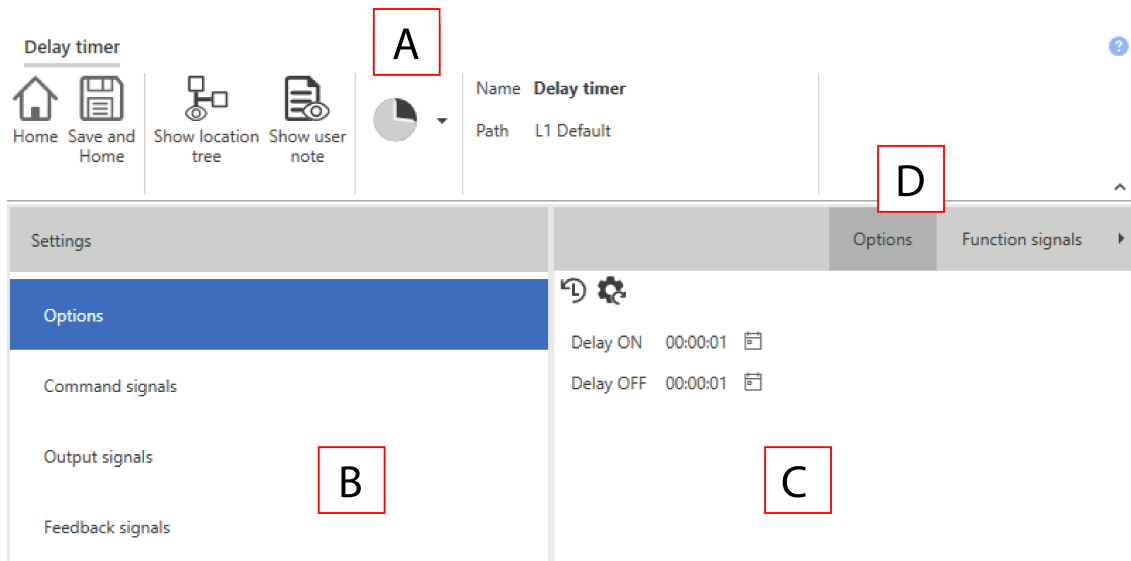 A
Delay timer
Home
Save and
Home
Show location
tree
Show user
note
Name Delay timer
Path L1 Default
D
Settings
Options Function signals
Options
Delay ON 00:00:01
Delay OFF 00:00:01
Command signals
Output signals
B
C
Feedback signals